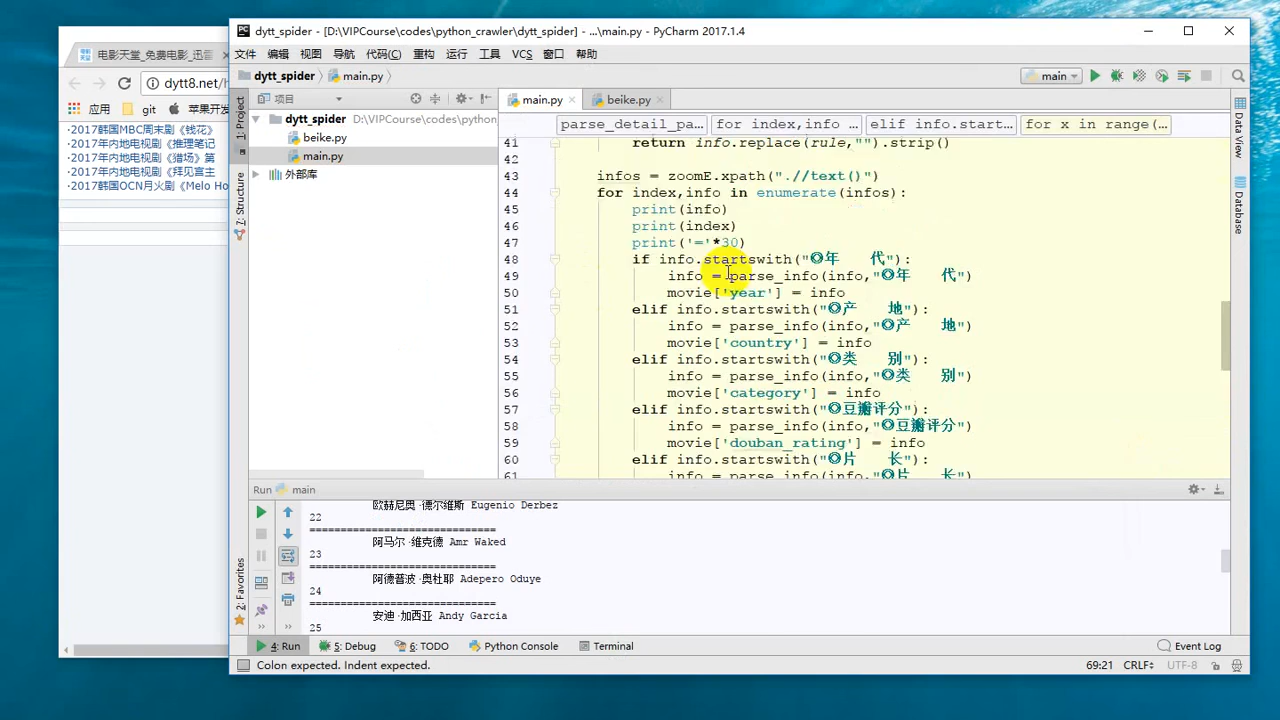 dytt_spider - [D:\VIPCourse\codes\python_crawler\dytt_spider] - ...\main.py - PyCharm 2017.1.4
文件 编辑 视图 导航 代码(C) 重构 运行 工具 VCS 窗口 帮助
dytt_spider main.py main
电影天堂_免费电影_迅雷
dytt8.net/h
应用 git 苹果开发
·2017韩国MBC周末剧《钱花》
·2017年内地电视剧《推理笔记
·2017年内地电视剧《猎场》第
·2017年内地电视剧《拜见宫主
·2017韩国OCN月火剧《Melo Ho
1: Project
7: Structure
2: Favorites
项目
dytt_spider D:\VIPCourse\codes\python
beike.py
main.py
外部库
main.py beike.py
parse_detail_pa... for index,info ... elif info.start... for x in range(...
41 return info.replace(rule,"").strip()
42
43 infos = zoomE.xpath(".//text()")
44 for index,info in enumerate(infos):
45 print(info)
46 print(index)
47 print('='*30)
48 if info.startswith("◎年　　代"):
49 info = parse_info(info,"◎年　　代")
50 movie['year'] = info
51 elif info.startswith("◎产　　地"):
52 info = parse_info(info,"◎产　　地")
53 movie['country'] = info
54 elif info.startswith("◎类　　别"):
55 info = parse_info(info,"◎类　　别")
56 movie['category'] = info
57 elif info.startswith("◎豆瓣评分"):
58 info = parse_info(info,"◎豆瓣评分")
59 movie['douban_rating'] = info
60 elif info.startswith("◎片　　长"):
61 info = parse_info(info,"◎片　　长")
Data View
Database
Run main
欧赫尼奥·德尔维斯 Eugenio Derbez
22
==============================
阿马尔·维克德 Amr Waked
23
==============================
阿德普波·奥杜耶 Adepero Oduye
24
==============================
安迪·加西亚 Andy Garcia
25
4: Run 5: Debug 6: TODO Python Console Terminal Event Log
Colon expected. Indent expected. 69:21 CRLF UTF-8